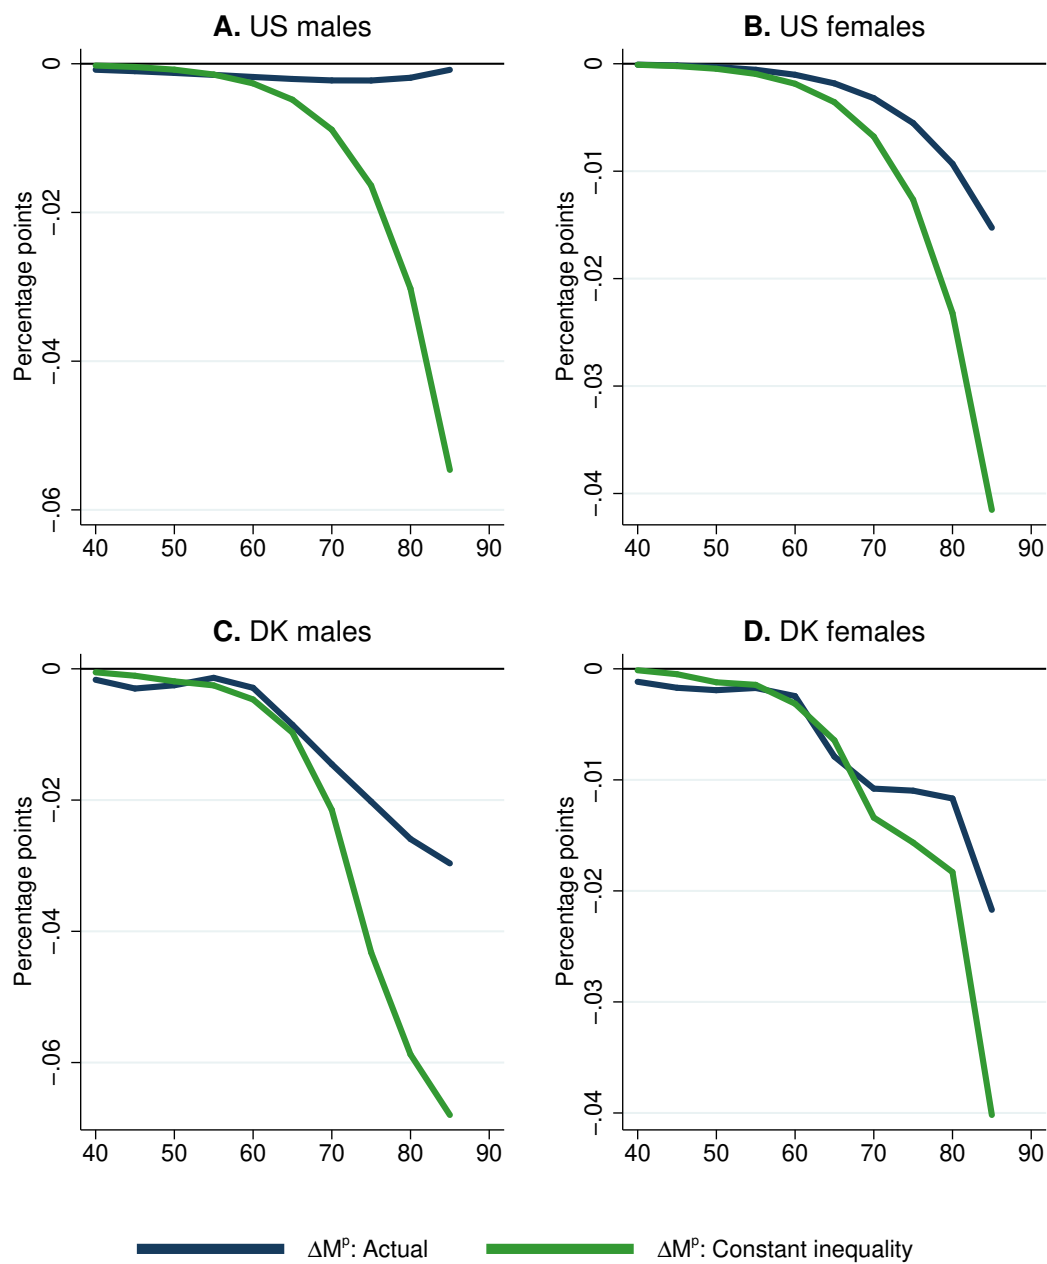 A. US males
Percentage points
0
−.02
−.04
−.06
40 50 60 70 80 90
B. US females
Percentage points
0
−.01
−.02
−.03
−.04
40 50 60 70 80 90
C. DK males
Percentage points
0
−.02
−.04
−.06
40 50 60 70 80 90
D. DK females
Percentage points
0
−.01
−.02
−.03
−.04
40 50 60 70 80 90
ΔMᵖ: Actual ΔMᵖ: Constant inequality